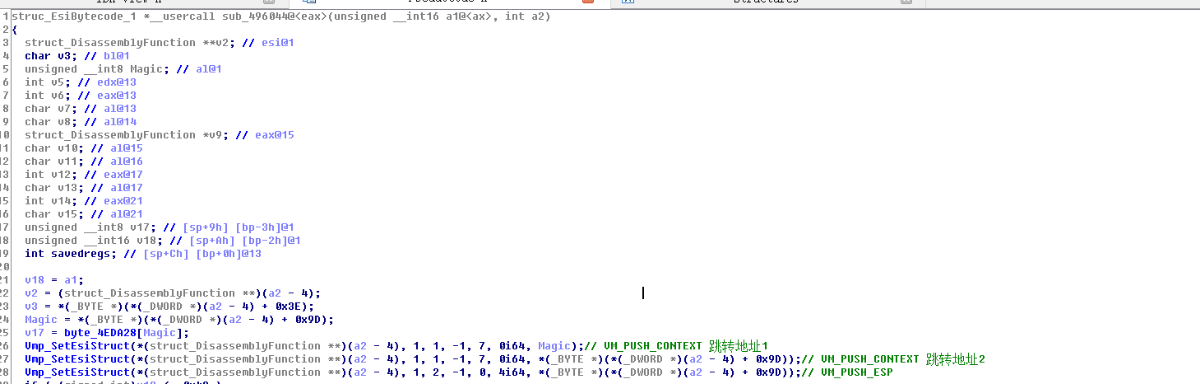 Structures
1 struc_EsiBytecode_1 *__usercall sub_496044@<eax>(unsigned __int16 a1@<ax>, int a2)
2 {
3 struct_DisassemblyFunction **v2; // esi@1
4 char v3; // bl@1
5 unsigned __int8 Magic; // al@1
6 int v5; // edx@13
7 int v6; // eax@13
8 char v7; // al@13
9 char v8; // al@14
10 struct_DisassemblyFunction *v9; // eax@15
11 char v10; // al@15
12 char v11; // al@16
13 int v12; // eax@17
14 char v13; // al@17
15 int v14; // eax@21
16 char v15; // al@21
17 unsigned __int8 v17; // [sp+9h] [bp-3h]@1
18 unsigned __int16 v18; // [sp+Ah] [bp-2h]@1
19 int savedregs; // [sp+Ch] [bp+0h]@13
20
21 v18 = a1;
22 v2 = (struct_DisassemblyFunction **)(a2 - 4);
23 v3 = *(_BYTE *)(*(_DWORD *)(a2 - 4) + 0x3E);
24 Magic = *(_BYTE *)(*(_DWORD *)(a2 - 4) + 0x9D);
25 v17 = byte_4EDA28[Magic];
26 Vmp_SetEsiStruct(*(struct_DisassemblyFunction **)(a2 - 4), 1, 1, -1, 7, 0i64, Magic);// VM_PUSH_CONTEXT 跳转地址1
27 Vmp_SetEsiStruct(*(struct_DisassemblyFunction **)(a2 - 4), 1, 1, -1, 7, 0i64, *(_BYTE *)(*(_DWORD *)(a2 - 4) + 0x9D));// VM_PUSH_CONTEXT 跳转地址2
28 Vmp_SetEsiStruct(*(struct_DisassemblyFunction **)(a2 - 4), 1, 2, -1, 0, 4i64, *(_BYTE *)(*(_DWORD *)(a2 - 4) + 0x9D));// VM_PUSH_ESP